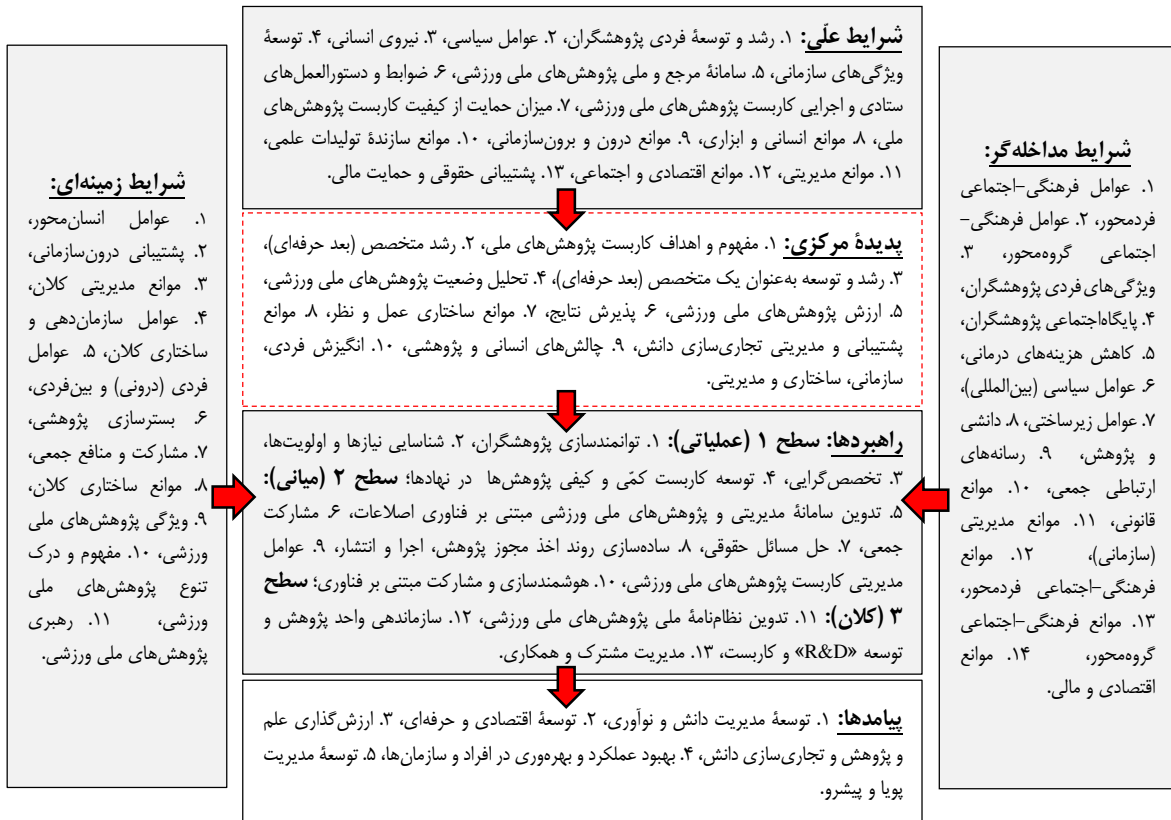 شرایط علّی: ۱. رشد و توسعهٔ فردی پژوهشگران، ۲. عوامل سیاسی، ۳. نیروی انسانی، ۴. توسعهٔ
ویژگی‌های سازمانی، ۵. سامانهٔ مرجع و ملی پژوهش‌های ملی ورزشی، ۶. ضوابط و دستورالعمل‌های
ستادی و اجرایی کاربست پژوهش‌های ملی ورزشی، ۷. میزان حمایت از کیفیت کاربست پژوهش‌های
ملی، ۸. موانع انسانی و ابزاری، ۹. موانع درون و برون‌سازمانی، ۱۰. موانع سازندهٔ تولیدات علمی،
۱۱. موانع مدیریتی، ۱۲. موانع اقتصادی و اجتماعی، ۱۳. پشتیبانی حقوقی و حمایت مالی.
شرایط مداخله‌گر:
۱. عوامل فرهنگی-اجتماعی
فردمحور، ۲. عوامل فرهنگی-
اجتماعی گروه‌محور، ۳.
ویژگی‌های فردی پژوهشگران،
۴. پایگاه‌اجتماعی پژوهشگران،
۵. کاهش هزینه‌های درمانی،
۶. عوامل سیاسی (بین‌المللی)،
۷. عوامل زیرساختی، ۸. دانشی
و پژوهش، ۹. رسانه‌های
ارتباطی جمعی، ۱۰. موانع
قانونی، ۱۱. موانع مدیریتی
(سازمانی)، ۱۲. موانع
فرهنگی-اجتماعی فردمحور،
۱۳. موانع فرهنگی-اجتماعی
گروه‌محور، ۱۴. موانع
اقتصادی و مالی.
پدیدهٔ مرکزی: ۱. مفهوم و اهداف کاربست پژوهش‌های ملی، ۲. رشد متخصص (بعد حرفه‌ای)،
۳. رشد و توسعه به‌عنوان یک متخصص (بعد حرفه‌ای)، ۴. تحلیل وضعیت پژوهش‌های ملی ورزشی،
۵. ارزش پژوهش‌های ملی ورزشی، ۶. پذیرش نتایج، ۷. موانع ساختاری عمل و نظر، ۸. موانع
پشتیبانی و مدیریتی تجاری‌سازی دانش، ۹. چالش‌های انسانی و پژوهشی، ۱۰. انگیزش فردی،
سازمانی، ساختاری و مدیریتی.
شرایط زمینه‌ای:
۱. عوامل انسان‌محور،
۲. پشتیبانی درون‌سازمانی،
۳. موانع مدیریتی کلان،
۴. عوامل سازمان‌دهی و
ساختاری کلان، ۵. عوامل
فردی (درونی) و بین‌فردی،
۶. بسترسازی پژوهشی،
۷. مشارکت و منافع جمعی،
۸. موانع ساختاری کلان،
۹. ویژگی پژوهش‌های ملی
ورزشی، ۱۰. مفهوم و درک
تنوع پژوهش‌های ملی
ورزشی، ۱۱. رهبری
پژوهش‌های ملی ورزشی.
راهبردها: سطح ۱ (عملیاتی): ۱. توانمندسازی پژوهشگران، ۲. شناسایی نیازها و اولویت‌ها،
۳. تخصص‌گرایی، ۴. توسعه کاربست کمّی و کیفی پژوهش‌ها در نهادها؛ سطح ۲ (میانی):
۵. تدوین سامانهٔ مدیریتی و پژوهش‌های ملی ورزشی مبتنی بر فناوری اصلاعات، ۶. مشارکت
جمعی، ۷. حل مسائل حقوقی، ۸. ساده‌سازی روند اخذ مجوز پژوهش، اجرا و انتشار، ۹. عوامل
مدیریتی کاربست پژوهش‌های ملی ورزشی، ۱۰. هوشمندسازی و مشارکت مبتنی بر فناوری؛ سطح
۳ (کلان): ۱۱. تدوین نظام‌نامهٔ ملی پژوهش‌های ملی ورزشی، ۱۲. سازماندهی واحد پژوهش و
توسعه «R&D» و کاربست، ۱۳. مدیریت مشترک و همکاری.
پیامدها: ۱. توسعهٔ مدیریت دانش و نوآوری، ۲. توسعهٔ اقتصادی و حرفه‌ای، ۳. ارزش‌گذاری علم
و پژوهش و تجاری‌سازی دانش، ۴. بهبود عملکرد و بهره‌وری در افراد و سازمان‌ها، ۵. توسعهٔ مدیریت
پویا و پیشرو.